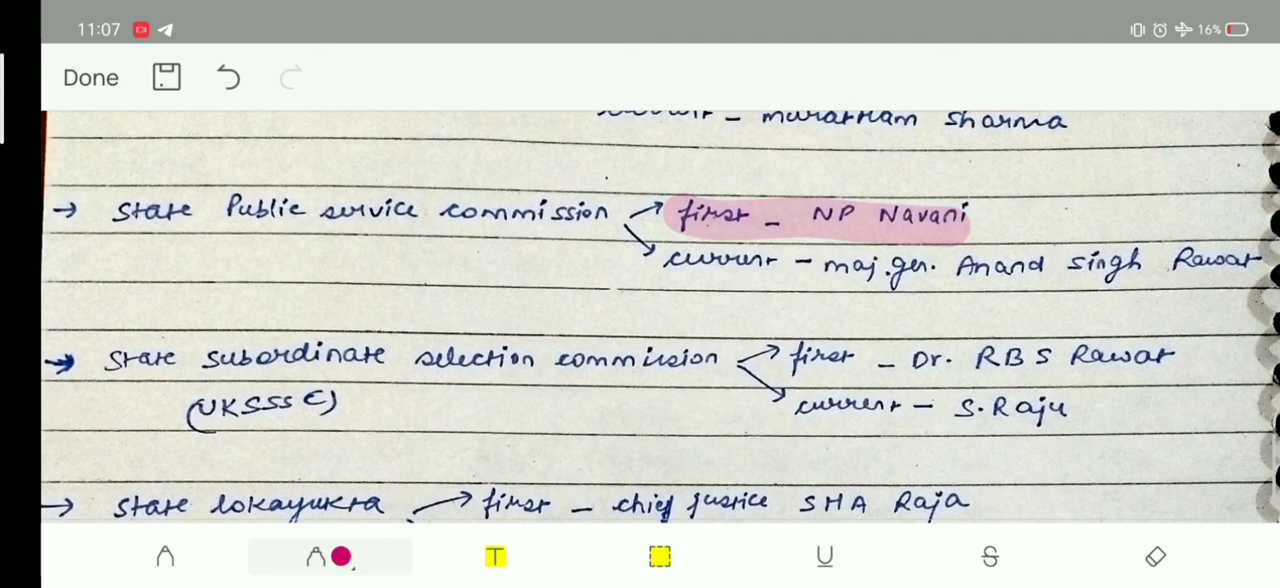 11:07
16%
Done
Sharma
→ State Public service commission → first - NP Navani
→ current - maj.gen. Anand Singh Rawat
→ State subordinate selection commission → first - Dr. RBS Rawat
(UKSSSC) → current - S.Raju
→ State lokayukta → first - chief justice SHA Raja
T
U
S